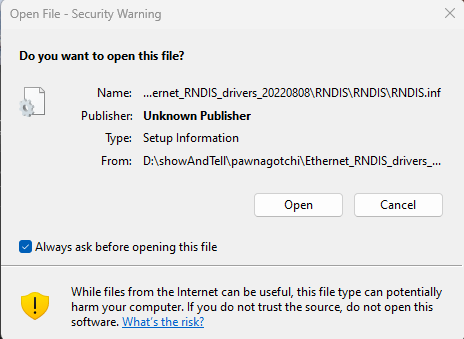 Open File - Security Warning
Do you want to open this file?
Name: ...ernet_RNDIS_drivers_20220808\RNDIS\RNDIS\RNDIS.inf
Publisher: Unknown Publisher
Type: Setup Information
From: D:\showAndTell\pawnagotchi\Ethernet_RNDIS_drivers_...
Open Cancel
Always ask before opening this file
While files from the Internet can be useful, this file type can potentially
harm your computer. If you do not trust the source, do not open this
software. What's the risk?